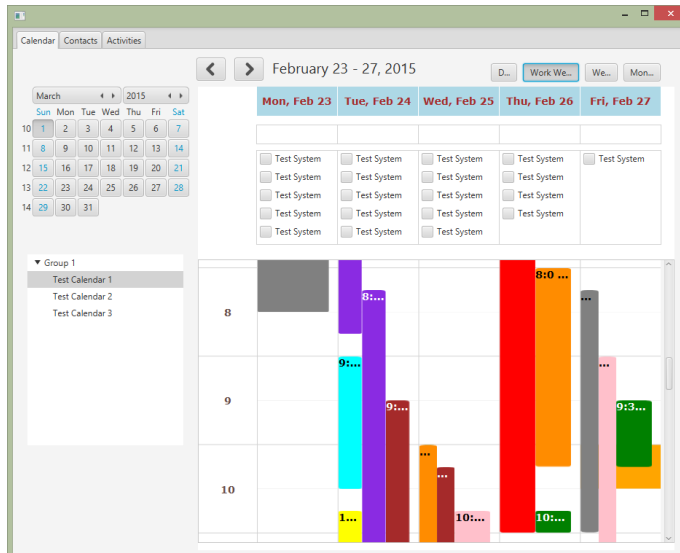 Calendar Contacts Activities
February 23 - 27, 2015
D... Work We... We... Mon...
March 2015
Sun Mon Tue Wed Thu Fri Sat
10 1 2 3 4 5 6 7
11 8 9 10 11 12 13 14
12 15 16 17 18 19 20 21
13 22 23 24 25 26 27 28
14 29 30 31
Group 1
Test Calendar 1
Test Calendar 2
Test Calendar 3
Mon, Feb 23 Tue, Feb 24 Wed, Feb 25 Thu, Feb 26 Fri, Feb 27
Test System Test System Test System Test System Test System
Test System Test System Test System Test System
Test System Test System Test System Test System
Test System Test System Test System Test System
Test System Test System Test System
8:0 ...
8:... ...
8
9:... ...
9 9:... 9:3...
... ...
10
1... 10:... 10:...